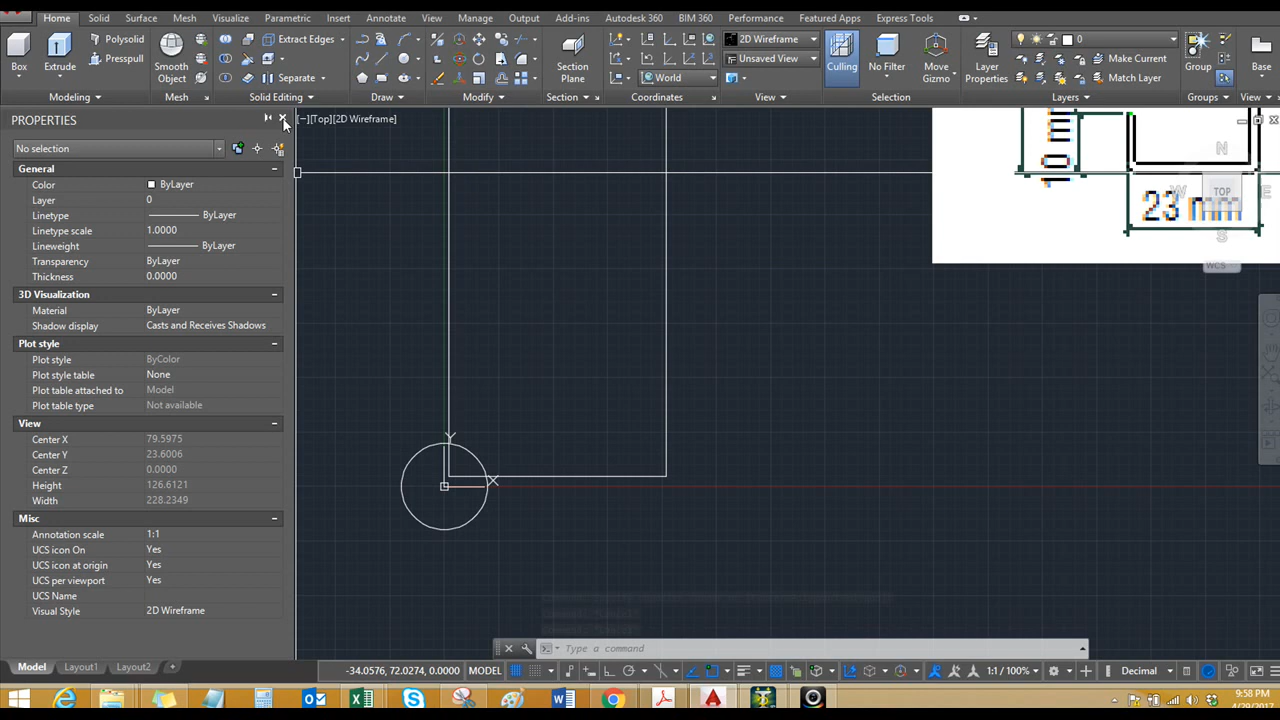 Home Solid Surface Mesh Visualize Parametric Insert Annotate View Manage Output Add-ins Autodesk 360 BIM 360 Performance Featured Apps Express Tools
Box Extrude Polysolid Presspull Smooth Object Extrude Edges Separate Section Plane World 2D Wireframe Unsaved View Culling No Filter Move Gizmo Layer Properties 0 Make Current Match Layer Group Base
Modeling Mesh Solid Editing Draw Modify Section Coordinates View Selection Layers Groups View
PROPERTIES
[−][Top][2D Wireframe]
No selection
General
Color ByLayer
Layer 0
Linetype ByLayer
Linetype scale 1.0000
Lineweight ByLayer
Transparency ByLayer
Thickness 0.0000
3D Visualization
Material ByLayer
Shadow display Casts and Receives Shadows
Plot style
Plot style ByColor
Plot style table None
Plot table attached to Model
Plot table type Not available
View
Center X 79.5975
Center Y 23.6006
Center Z 0.0000
Height 126.6121
Width 228.2349
Misc
Annotation scale 1:1
UCS icon On Yes
UCS icon at origin Yes
UCS per viewport Yes
UCS Name
Visual Style 2D Wireframe
N
W TOP E
23 mm
S
WCS
Y
X
Type a command
Model Layout1 Layout2 +
-34.0576, 72.0274, 0.0000 MODEL 1:1 / 100% Decimal
9:58 PM
4/29/2017